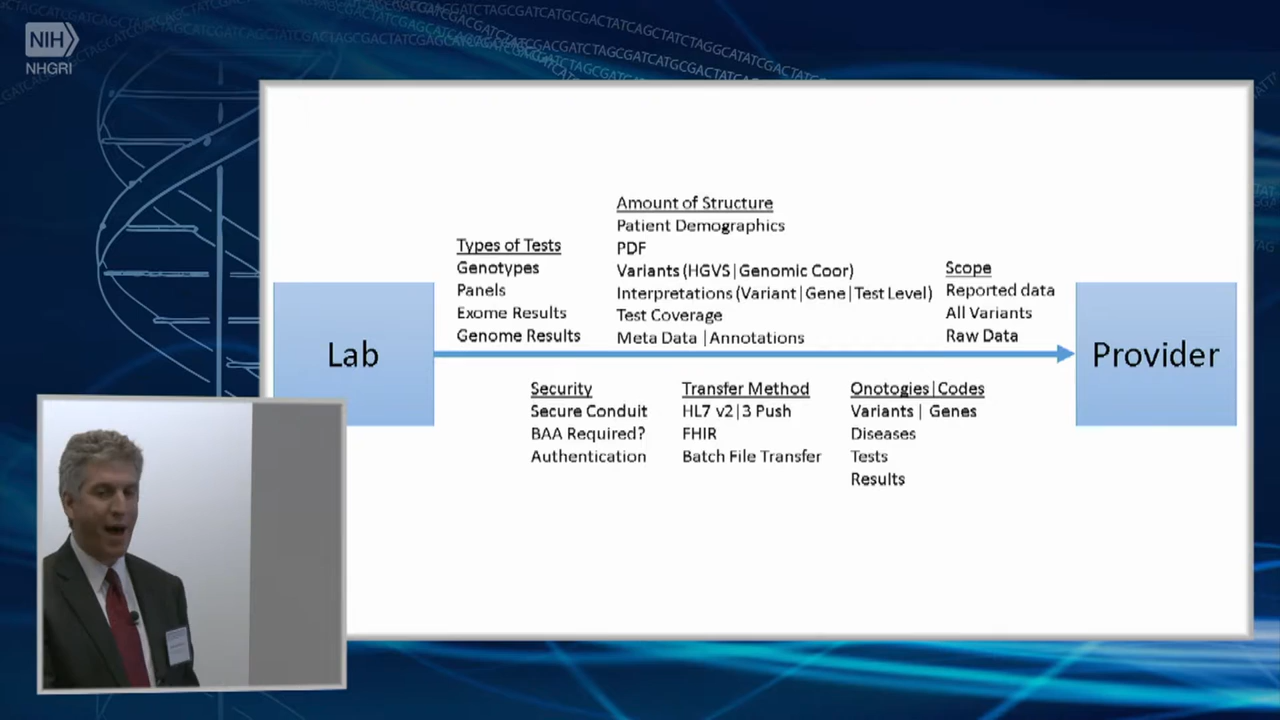 NIH
NHGRI
Amount of Structure
Patient Demographics
PDF
Variants (HGVS|Genomic Coor)
Interpretations (Variant|Gene|Test Level)
Test Coverage
Meta Data |Annotations
Types of Tests
Genotypes
Panels
Exome Results
Genome Results
Scope
Reported data
All Variants
Raw Data
Lab
Provider
Security
Secure Conduit
BAA Required?
Authentication
Transfer Method
HL7 v2|3 Push
FHIR
Batch File Transfer
Onotogies|Codes
Variants | Genes
Diseases
Tests
Results